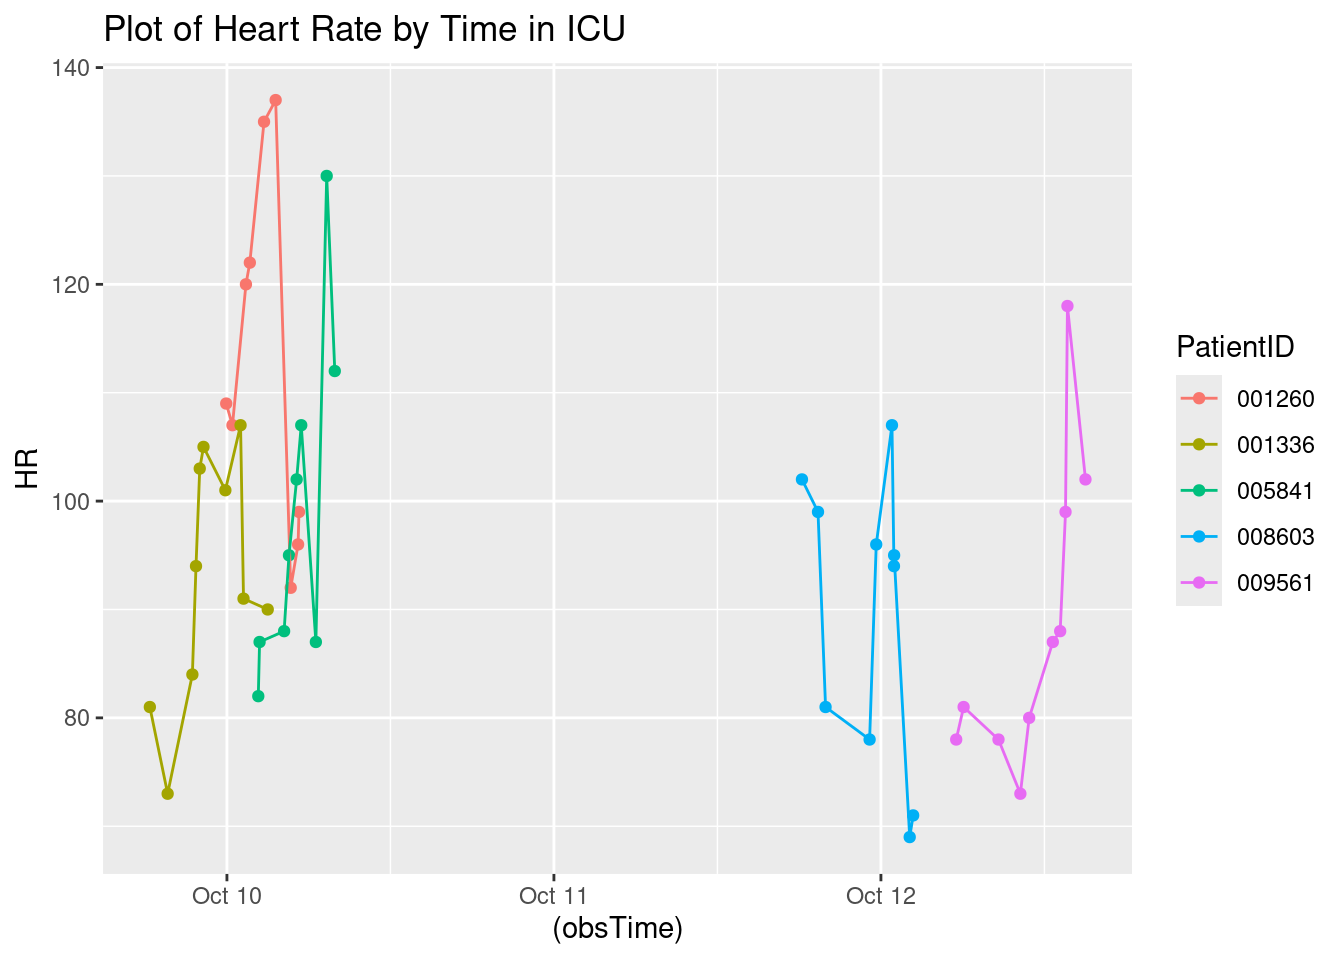 Plot of Heart Rate by Time in ICU
140
120
100
80
HR
Oct 10
Oct 11
Oct 12
(obsTime)
PatientID
001260
001336
005841
008603
009561